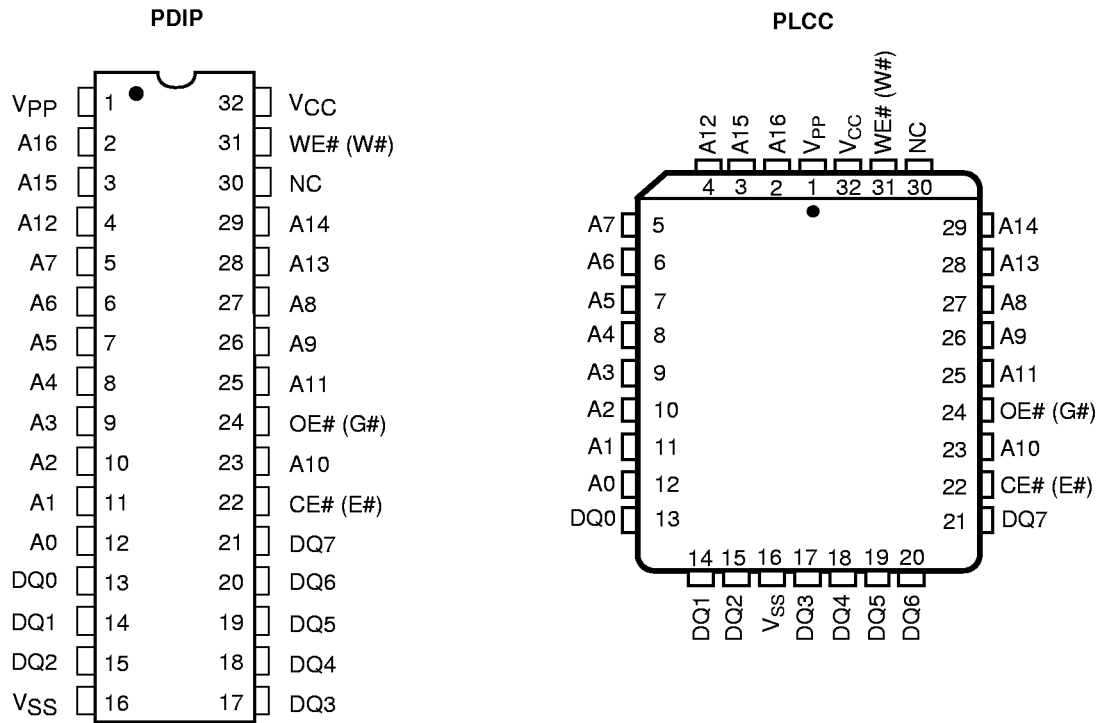 PDIP
VPP 1 32 VCC
A16 2 31 WE# (W#)
A15 3 30 NC
A12 4 29 A14
A7 5 28 A13
A6 6 27 A8
A5 7 26 A9
A4 8 25 A11
A3 9 24 OE# (G#)
A2 10 23 A10
A1 11 22 CE# (E#)
A0 12 21 DQ7
DQ0 13 20 DQ6
DQ1 14 19 DQ5
DQ2 15 18 DQ4
VSS 16 17 DQ3
PLCC
A12 A15 A16 VPP VCC WE# (W#) NC
4 3 2 1 32 31 30
A7 5 29 A14
A6 6 28 A13
A5 7 27 A8
A4 8 26 A9
A3 9 25 A11
A2 10 24 OE# (G#)
A1 11 23 A10
A0 12 22 CE# (E#)
DQ0 13 21 DQ7
14 15 16 17 18 19 20
DQ1 DQ2 VSS DQ3 DQ4 DQ5 DQ6